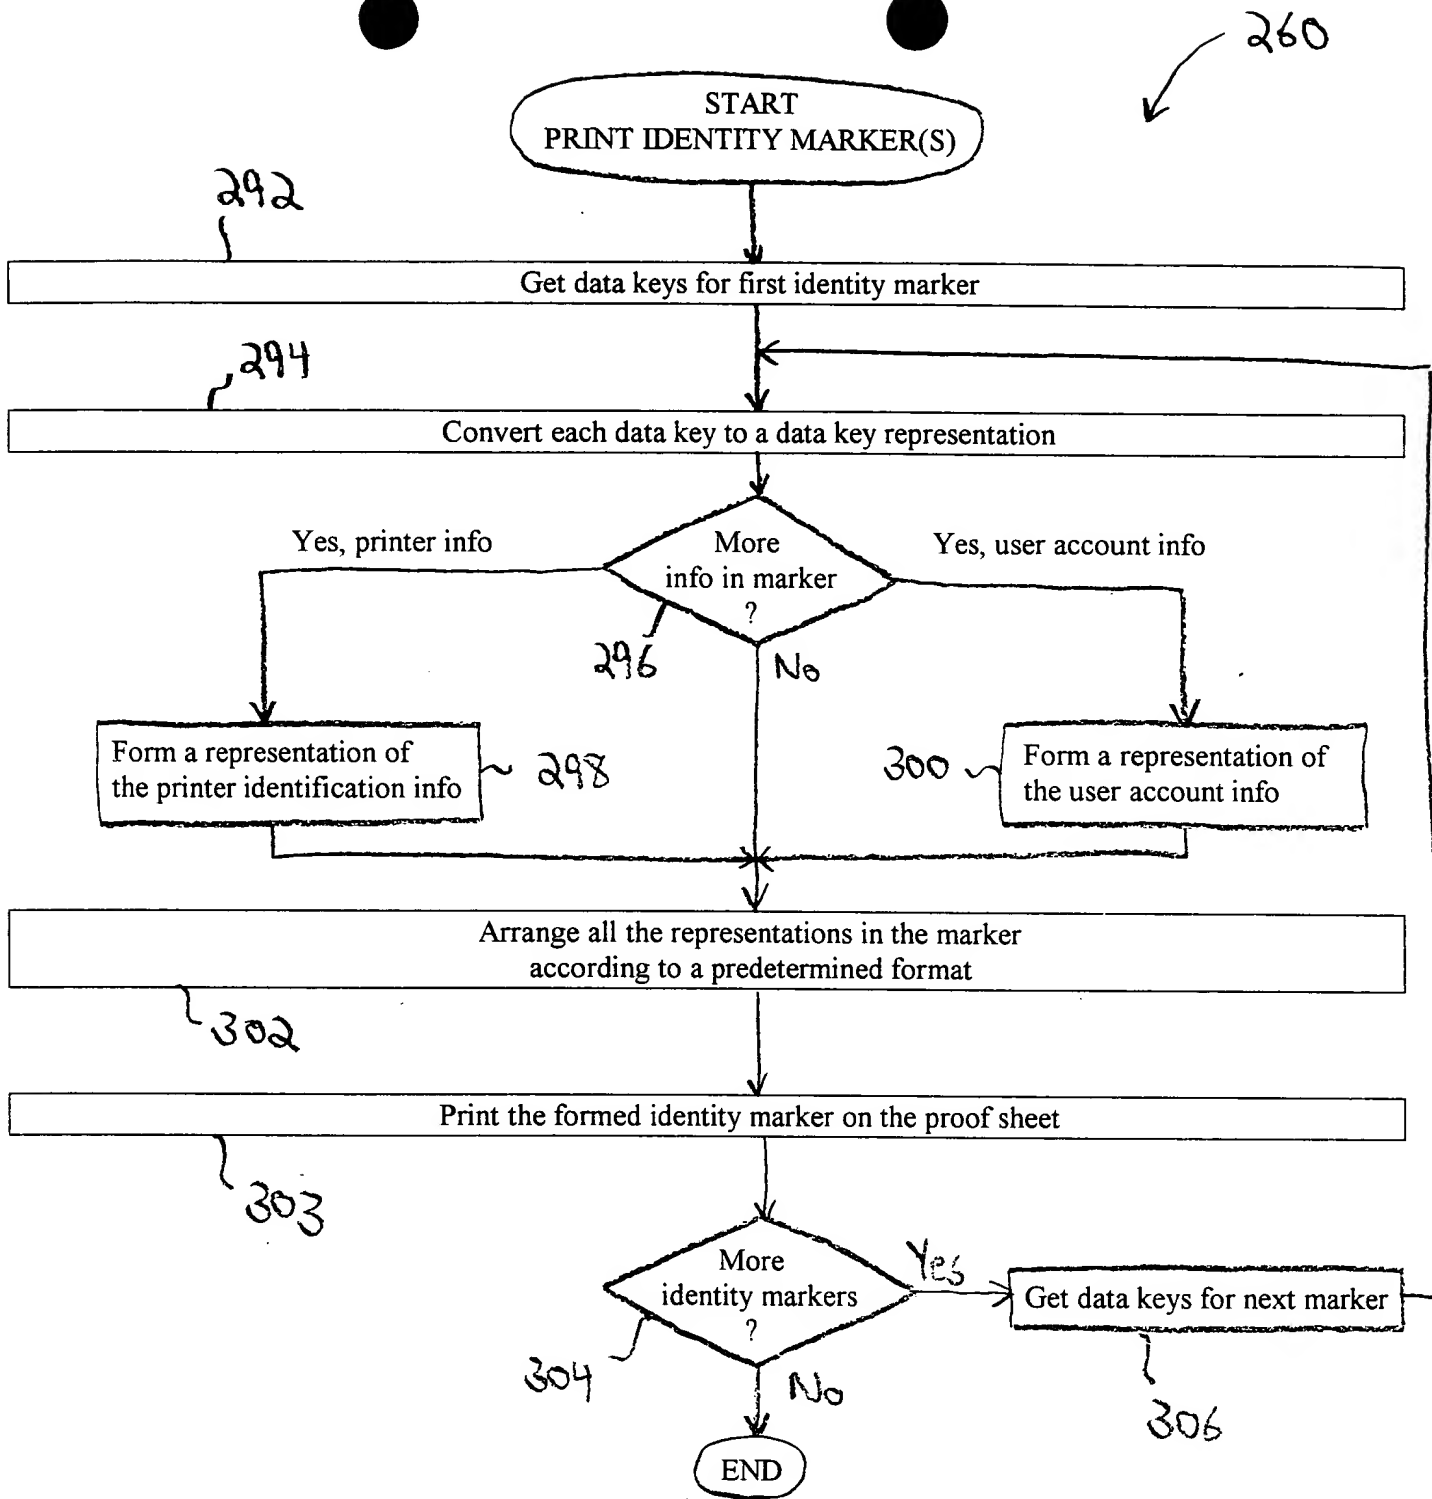 260
START
PRINT IDENTITY MARKER(S)
292
Get data keys for first identity marker
294
Convert each data key to a data key representation
Yes, printer info
More
info in marker
?
Yes, user account info
296
No
Form a representation of
the printer identification info
298
300
Form a representation of
the user account info
Arrange all the representations in the marker
according to a predetermined format
302
Print the formed identity marker on the proof sheet
303
More
identity markers
?
Yes
Get data keys for next marker
304
No
306
END